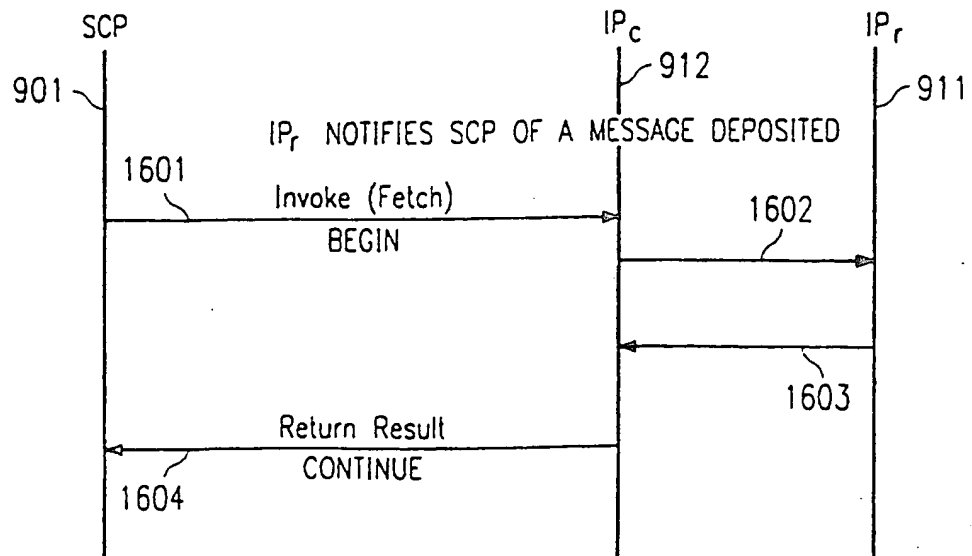 SCP IPc IPr
901 912 911
IPr NOTIFIES SCP OF A MESSAGE DEPOSITED
1601 Invoke (Fetch)
BEGIN
1602
1603
Return Result
CONTINUE
1604